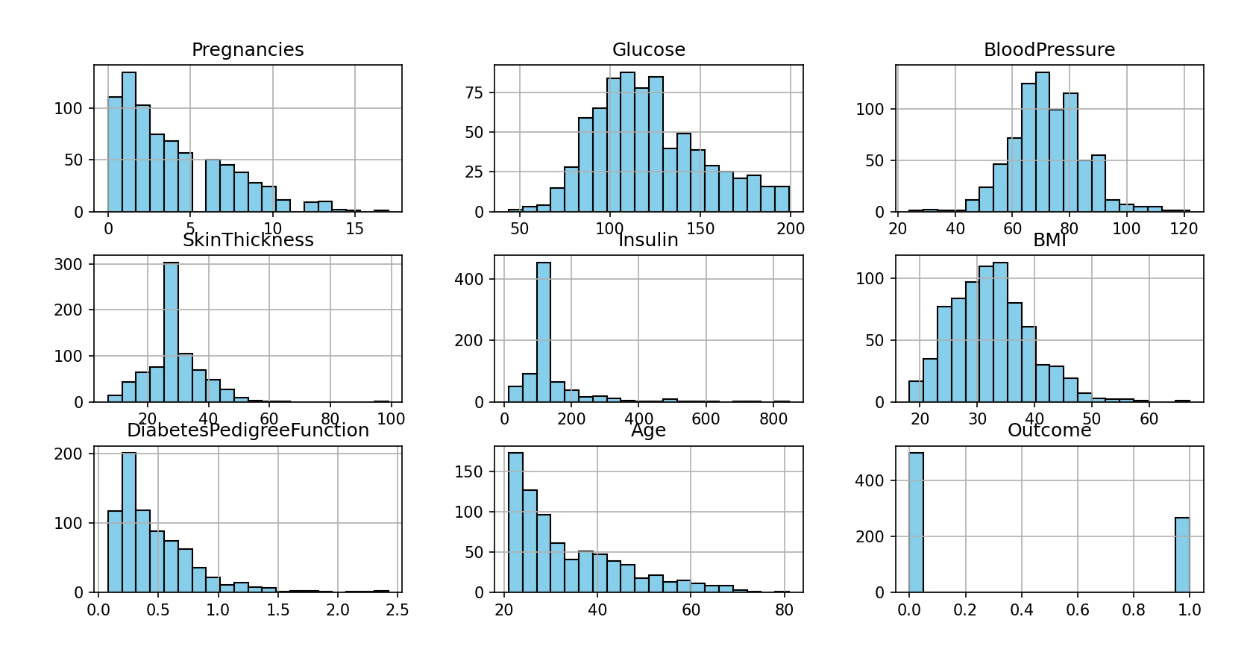 Pregnancies Glucose BloodPressure
100
50
0
0 5 10 15
75
50
25
0
50 100 150 200
100
50
0
20 40 60 80 100 120
SkinThickness Insulin BMI
300
200
100
0
20 40 60 80 100
400
200
0
0 200 400 600 800
100
50
0
20 30 40 50 60
DiabetesPedigreeFunction Age Outcome
200
100
0
0.0 0.5 1.0 1.5 2.0 2.5
150
100
50
0
20 40 60 80
400
200
0
0.0 0.2 0.4 0.6 0.8 1.0